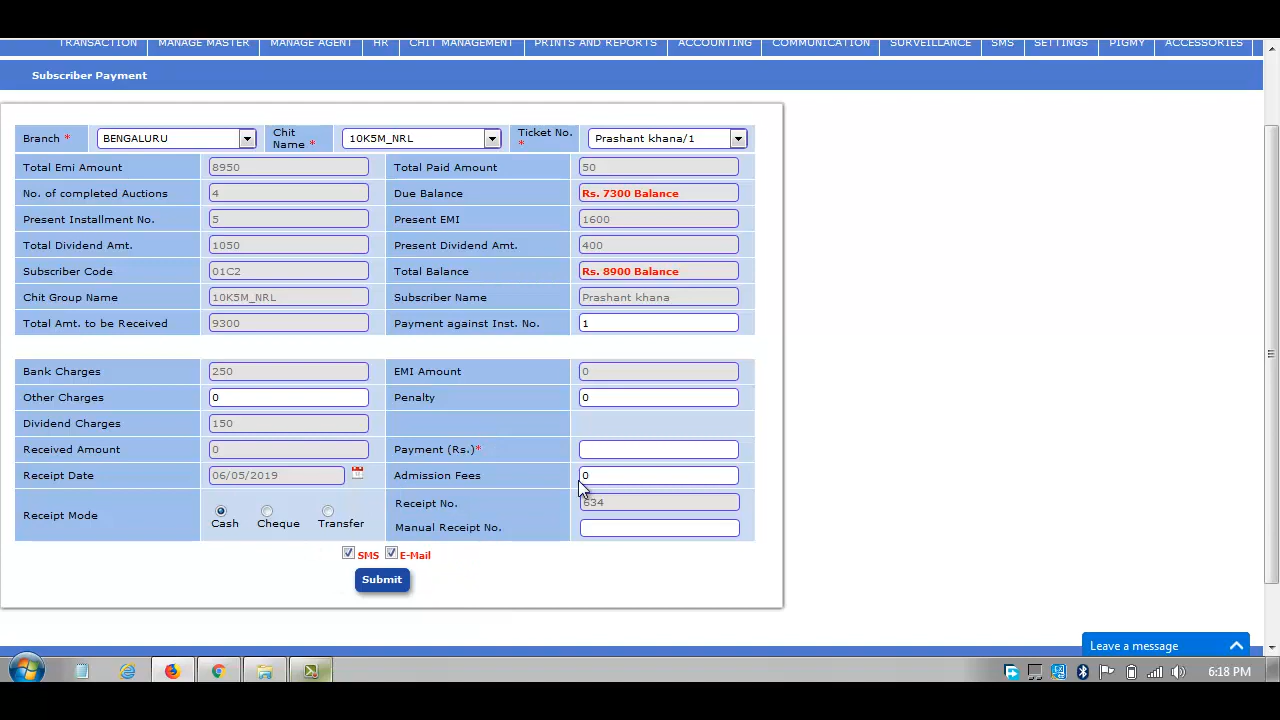 TRANSACTION MANAGE MASTER MANAGE AGENT HR CHIT MANAGEMENT PRINTS AND REPORTS ACCOUNTING COMMUNICATION SURVEILLANCE SMS SETTINGS PIGMY ACCESSORIES
Subscriber Payment
Branch * BENGALURU Chit Name * 10K5M_NRL Ticket No. * Prashant khana/1
Total Emi Amount 8950 Total Paid Amount 50
No. of completed Auctions 4 Due Balance Rs. 7300 Balance
Present Installment No. 5 Present EMI 1600
Total Dividend Amt. 1050 Present Dividend Amt. 400
Subscriber Code 01C2 Total Balance Rs. 8900 Balance
Chit Group Name 10K5M_NRL Subscriber Name Prashant khana
Total Amt. to be Received 9300 Payment against Inst. No. 1
Bank Charges 250 EMI Amount 0
Other Charges 0 Penalty 0
Dividend Charges 150
Received Amount 0 Payment (Rs.)*
Receipt Date 06/05/2019 Admission Fees 0
Receipt Mode Cash Cheque Transfer Receipt No. 634
Manual Receipt No.
SMS E-Mail
Submit
Leave a message
6:18 PM